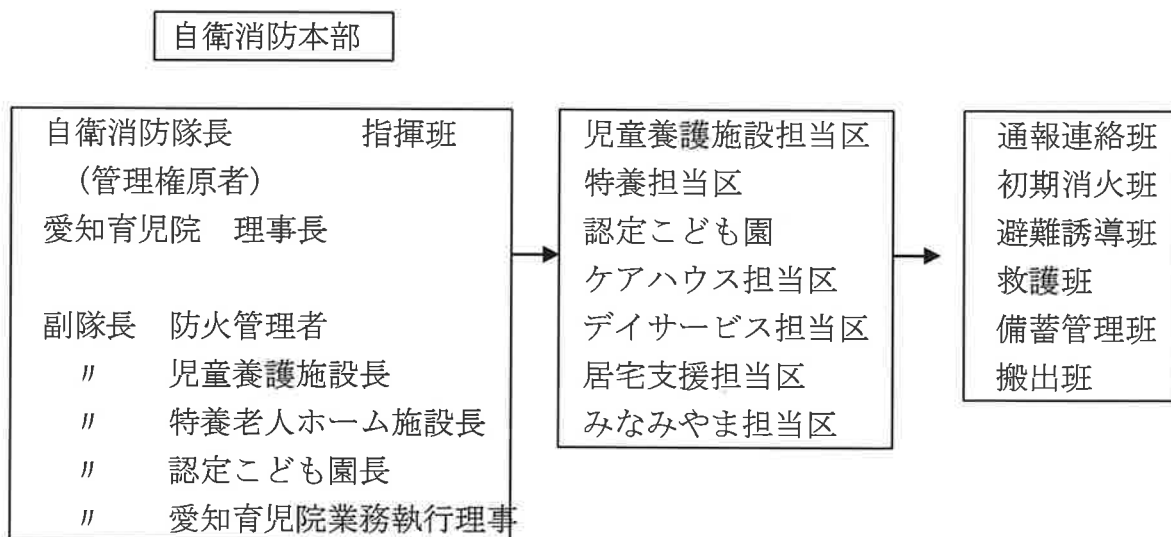 自衛消防本部
自衛消防隊長　　　　指揮班
（管理権原者）
愛知育児院　理事長
副隊長　防火管理者
〃　児童養護施設長
〃　特養老人ホーム施設長
〃　認定こども園長
〃　愛知育児院業務執行理事
児童養護施設担当区
特養担当区
認定こども園
ケアハウス担当区
デイサービス担当区
居宅支援担当区
みなみやま担当区
通報連絡班
初期消火班
避難誘導班
救護班
備蓄管理班
搬出班